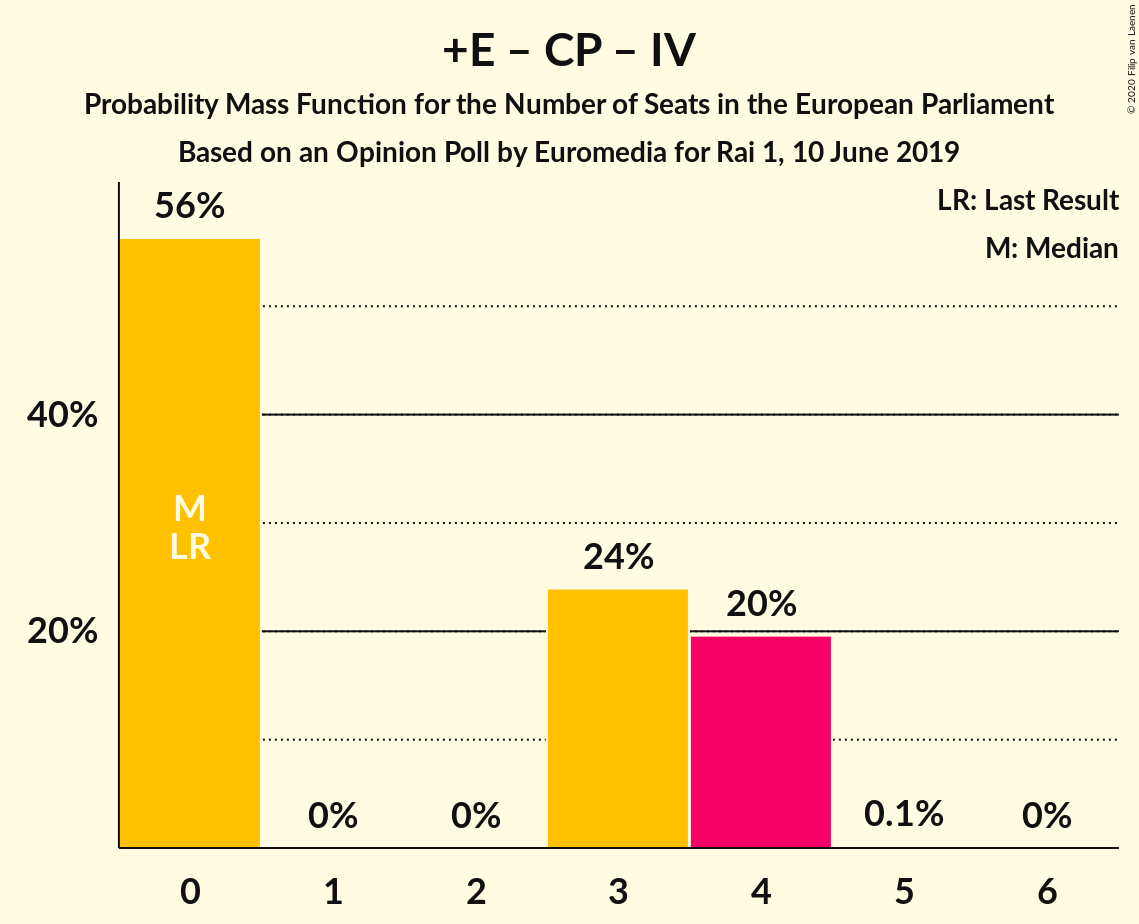 +E – CP – IV
Probability Mass Function for the Number of Seats in the European Parliament
Based on an Opinion Poll by Euromedia for Rai 1, 10 June 2019
© 2020 Filip van Laenen
LR: Last Result
M: Median
56%
40%
M
LR
24%
20%
20%
0%
0%
0.1%
0%
0 1 2 3 4 5 6